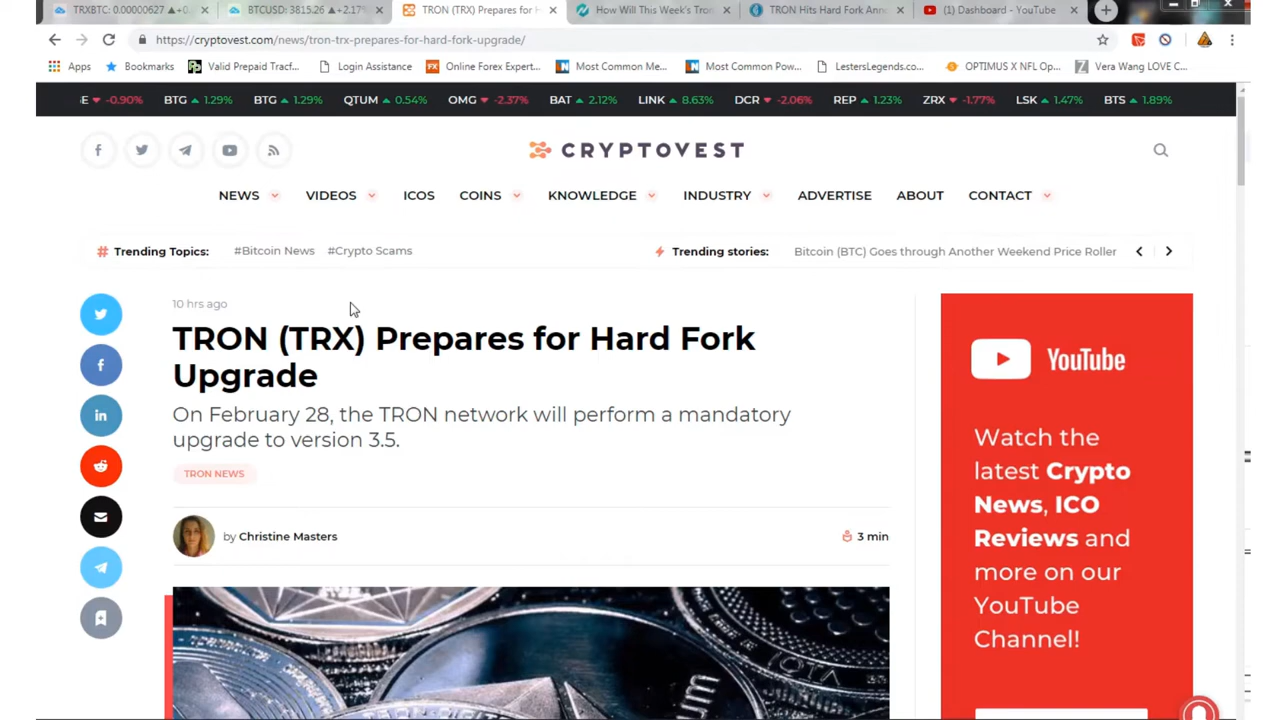 TRXBTC: 0.00000627 ▲+0.
BTCUSD: 3815.26 ▲+2.17%
TRON (TRX) Prepares for H
How Will This Week's Tron
TRON Hits Hard Fork Ann
(1) Dashboard - YouTube
https://cryptovest.com/news/tron-trx-prepares-for-hard-fork-upgrade/
Apps
Bookmarks
Valid Prepaid Tracf...
Login Assistance
Online Forex Expert...
Most Common Me...
Most Common Pow...
LestersLegends.co...
OPTIMUS X NFL Op...
Vera Wang LOVE C...
E ▼ -0.90% BTG ▲ 1.29% BTG ▲ 1.29% QTUM ▲ 0.54% OMG ▼ -2.37% BAT ▲ 2.12% LINK ▲ 8.63% DCR ▼ -2.06% REP ▲ 1.23% ZRX ▼ -1.77% LSK ▲ 1.47% BTS ▲ 1.89%
CRYPTOVEST
NEWS VIDEOS ICOS COINS KNOWLEDGE INDUSTRY ADVERTISE ABOUT CONTACT
# Trending Topics: #Bitcoin News #Crypto Scams
Trending stories: Bitcoin (BTC) Goes through Another Weekend Price Roller
10 hrs ago
TRON (TRX) Prepares for Hard Fork
Upgrade
On February 28, the TRON network will perform a mandatory
upgrade to version 3.5.
TRON NEWS
by Christine Masters
3 min
YouTube
Watch the
latest Crypto
News, ICO
Reviews and
more on our
YouTube
Channel!
IOTA
um